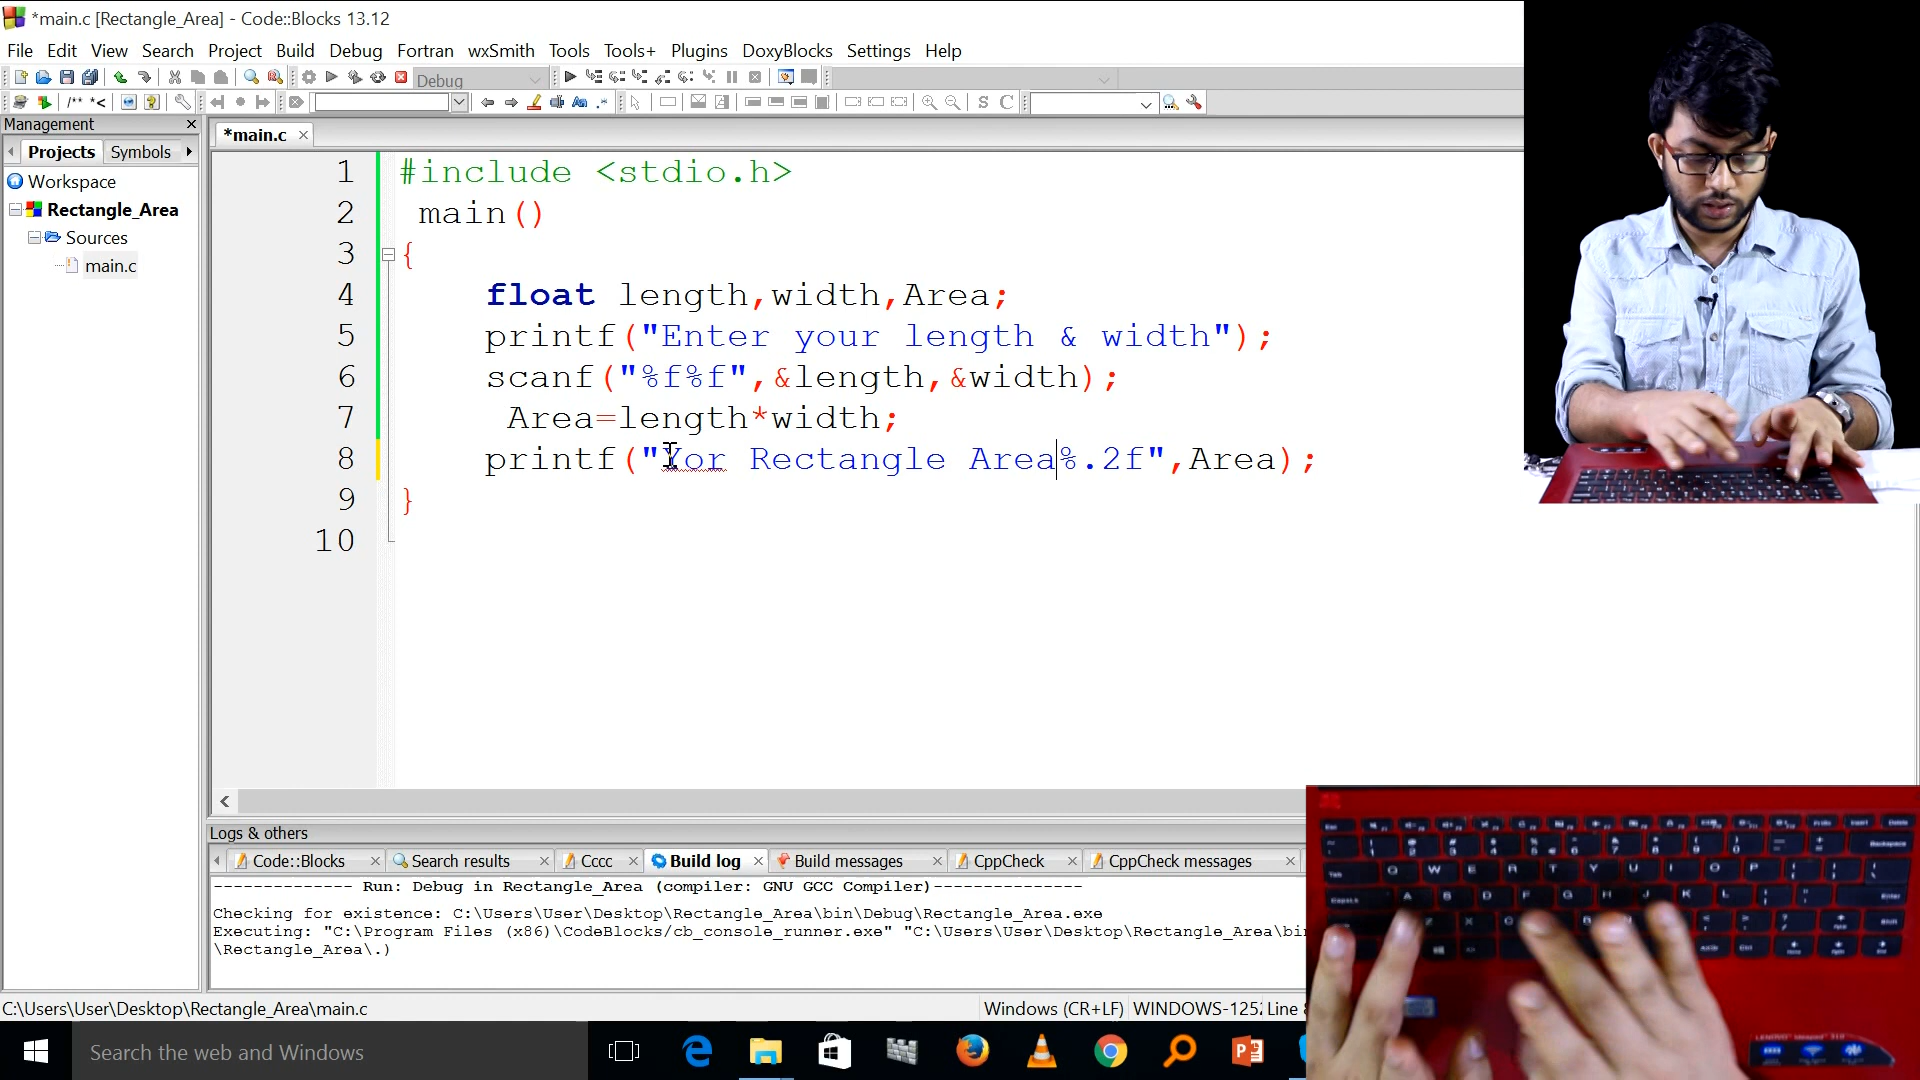 *main.c [Rectangle_Area] - Code::Blocks 13.12
File Edit View Search Project Build Debug Fortran wxSmith Tools Tools+ Plugins DoxyBlocks Settings Help
Debug
/** *<
S C
Management
*main.c
Projects Symbols
Workspace
Rectangle_Area
Sources
main.c
1 #include <stdio.h>
2 main()
3 {
4 float length,width,Area;
5 printf("Enter your length & width");
6 scanf("%f%f",&length,&width);
7 Area=length*width;
8 printf("Yor Rectangle Area%.2f",Area);
9 }
10
Logs & others
Code::Blocks Search results Cccc Build log Build messages CppCheck CppCheck messages
-------------- Run: Debug in Rectangle_Area (compiler: GNU GCC Compiler)---------------
Checking for existence: C:\Users\User\Desktop\Rectangle_Area\bin\Debug\Rectangle_Area.exe
Executing: "C:\Program Files (x86)\CodeBlocks/cb_console_runner.exe" "C:\Users\User\Desktop\Rectangle_Area\bin
\Rectangle_Area\.)
C:\Users\User\Desktop\Rectangle_Area\main.c Windows (CR+LF) WINDOWS-1252 Line
Search the web and Windows